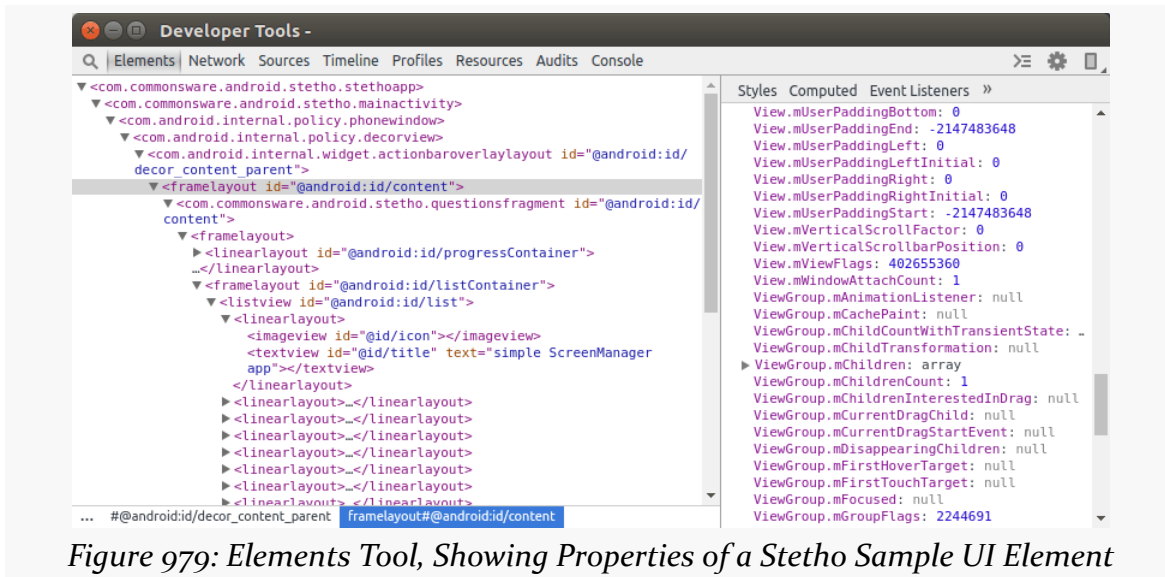 Developer Tools -
Elements Network Sources Timeline Profiles Resources Audits Console
<com.commonsware.android.stetho.stethoapp>
<com.commonsware.android.stetho.mainactivity>
<com.android.internal.policy.phonewindow>
<com.android.internal.policy.decorview>
<com.android.internal.widget.actionbaroverlaylayout id="@android:id/
decor_content_parent">
<framelayout id="@android:id/content">
<com.commonsware.android.stetho.questionsfragment id="@android:id/
content">
<framelayout>
<linearlayout id="@android:id/progressContainer">
…</linearlayout>
<framelayout id="@android:id/listContainer">
<listview id="@android:id/list">
<linearlayout>
<imageview id="@id/icon"></imageview>
<textview id="@id/title" text="simple ScreenManager
app"></textview>
</linearlayout>
<linearlayout>…</linearlayout>
<linearlayout>…</linearlayout>
<linearlayout>…</linearlayout>
<linearlayout>…</linearlayout>
<linearlayout>…</linearlayout>
<linearlayout>…</linearlayout>
<linearlayout>…</linearlayout>
... #@android:id/decor_content_parent framelayout#@android:id/content
Styles Computed Event Listeners »
View.mUserPaddingBottom: 0
View.mUserPaddingEnd: -2147483648
View.mUserPaddingLeft: 0
View.mUserPaddingLeftInitial: 0
View.mUserPaddingRight: 0
View.mUserPaddingRightInitial: 0
View.mUserPaddingStart: -2147483648
View.mVerticalScrollFactor: 0
View.mVerticalScrollbarPosition: 0
View.mViewFlags: 402655360
View.mWindowAttachCount: 1
ViewGroup.mAnimationListener: null
ViewGroup.mCachePaint: null
ViewGroup.mChildCountWithTransientState: …
ViewGroup.mChildTransformation: null
ViewGroup.mChildren: array
ViewGroup.mChildrenCount: 1
ViewGroup.mChildrenInterestedInDrag: null
ViewGroup.mCurrentDragChild: null
ViewGroup.mCurrentDragStartEvent: null
ViewGroup.mDisappearingChildren: null
ViewGroup.mFirstHoverTarget: null
ViewGroup.mFirstTouchTarget: null
ViewGroup.mFocused: null
ViewGroup.mGroupFlags: 2244691
Figure 979: Elements Tool, Showing Properties of a Stetho Sample UI Element